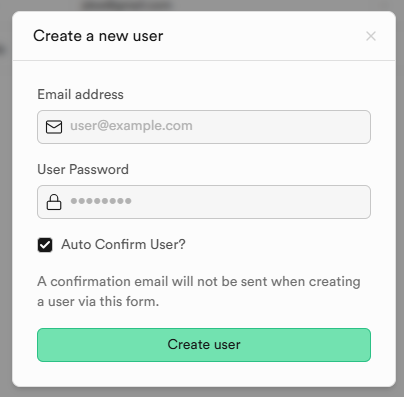 Create a new user
Email address
user@example.com
User Password
••••••••
Auto Confirm User?
A confirmation email will not be sent when creating
a user via this form.
Create user